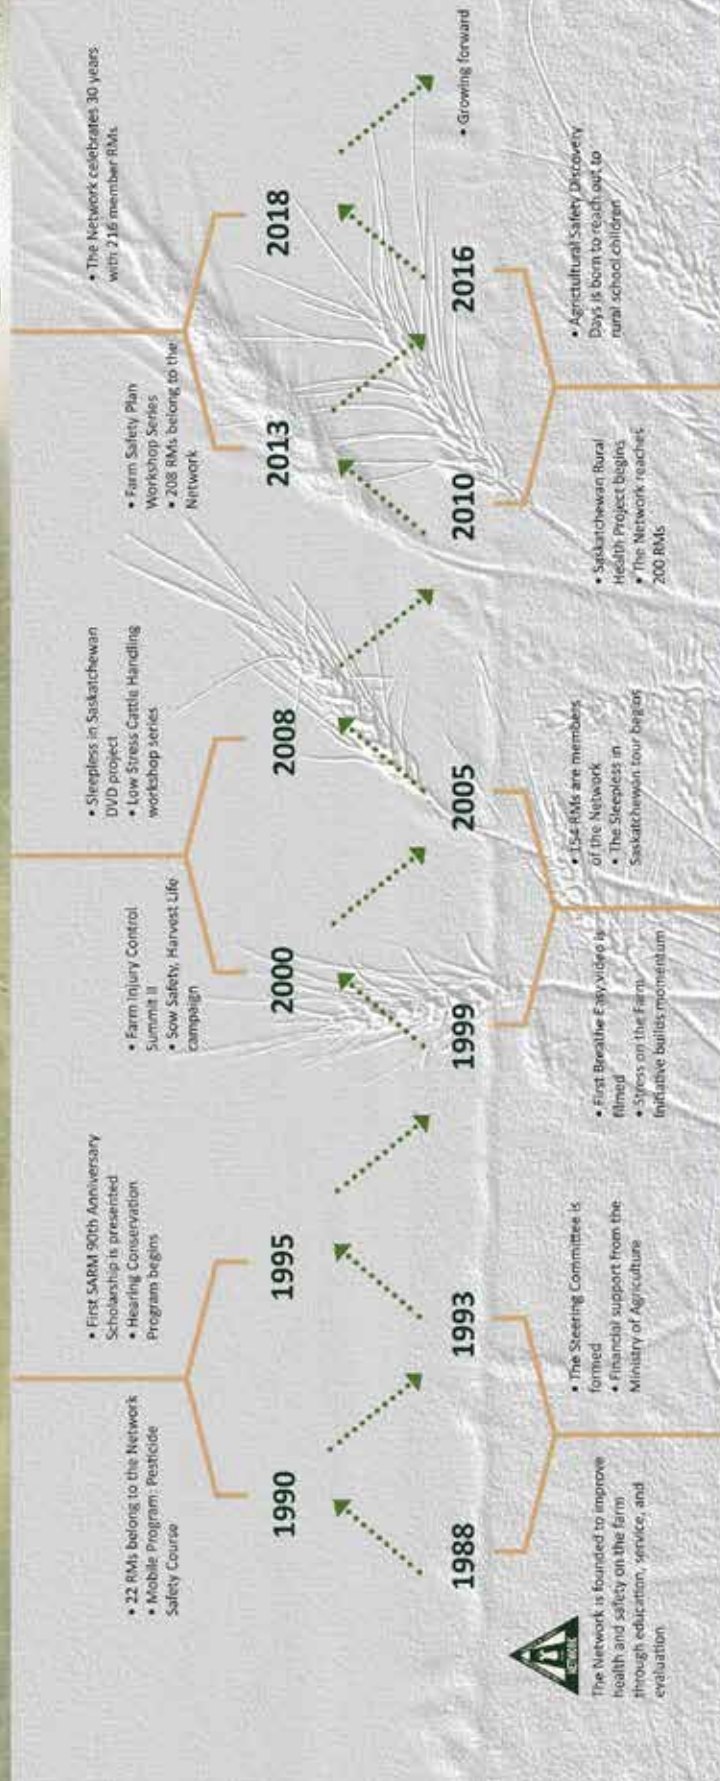 NETWORK
The Network is founded to improve
health and safety on the farm
through education, service, and
evaluation
1988
• 22 RMs belong to the Network
• Mobile Program: Pesticide
Safety Course
1990
• The Steering Committee is
formed
• Financial support from the
Ministry of Agriculture
1993
• First SARM 90th Anniversary
Scholarship is presented
• Hearing Conservation
Program begins
1995
• First Breathe Easy video is
filmed
• Stress on the Farm
Initiative builds momentum
1999
• Farm Injury Control
Summit II
• Sow Safety, Harvest Life
campaign
2000
• 154 RMs are members
of the Network
• The Sleepless in
Saskatchewan tour begins
2005
• Sleepless in Saskatchewan
DVD project
• Low Stress Cattle Handling
workshop series
2008
• Saskatchewan Rural
Health Project begins
• The Network reaches
200 RMs
2010
• Farm Safety Plan
Workshop Series
• 208 RMs belong to the
Network
2013
• Agrictultural Safety Discovery
Days is born to reach out to
rural school children
2016
• The Network celebrates 30 years
with 216 member RMs
2018
• Growing forward